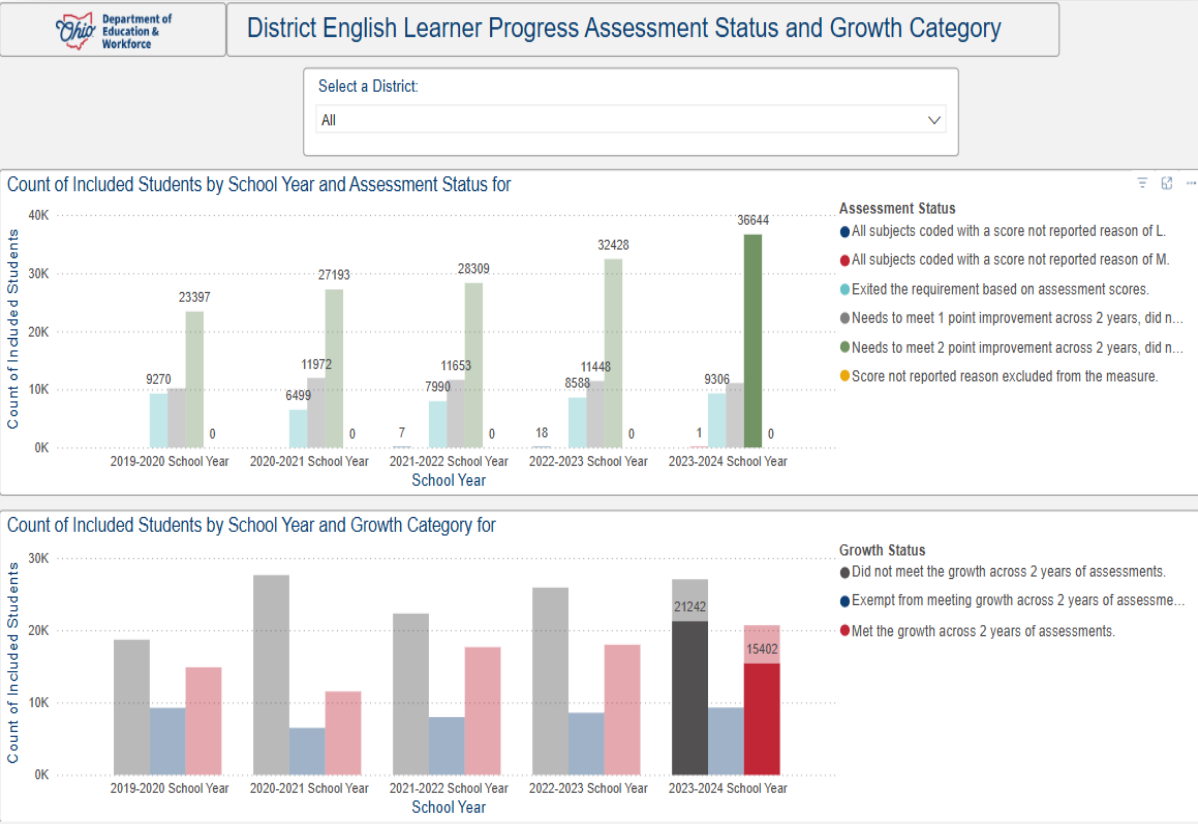 Ohio Department of
Education &
Workforce
District English Learner Progress Assessment Status and Growth Category
Select a District:
All
Count of Included Students by School Year and Assessment Status for
Count of Included Students
40K
30K
20K
10K
0K
9270
23397
0
6499
11972
27193
0
7
7990
11653
28309
0
18
8588
11448
32428
0
1
9306
36644
0
2019-2020 School Year
2020-2021 School Year
2021-2022 School Year
2022-2023 School Year
2023-2024 School Year
School Year
Assessment Status
All subjects coded with a score not reported reason of L.
All subjects coded with a score not reported reason of M.
Exited the requirement based on assessment scores.
Needs to meet 1 point improvement across 2 years, did n...
Needs to meet 2 point improvement across 2 years, did n...
Score not reported reason excluded from the measure.
Count of Included Students by School Year and Growth Category for
Count of Included Students
30K
20K
10K
0K
21242
15402
2019-2020 School Year
2020-2021 School Year
2021-2022 School Year
2022-2023 School Year
2023-2024 School Year
School Year
Growth Status
Did not meet the growth across 2 years of assessments.
Exempt from meeting growth across 2 years of assessme...
Met the growth across 2 years of assessments.